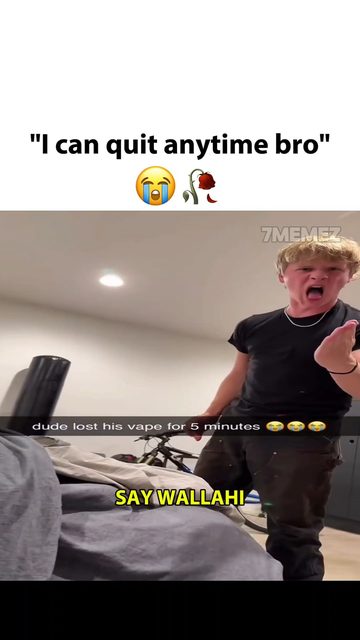 "I can quit anytime bro"
😭🥀
7MEMEZ
dude lost his vape for 5 minutes 😭😭😭
SAY WALLAHI